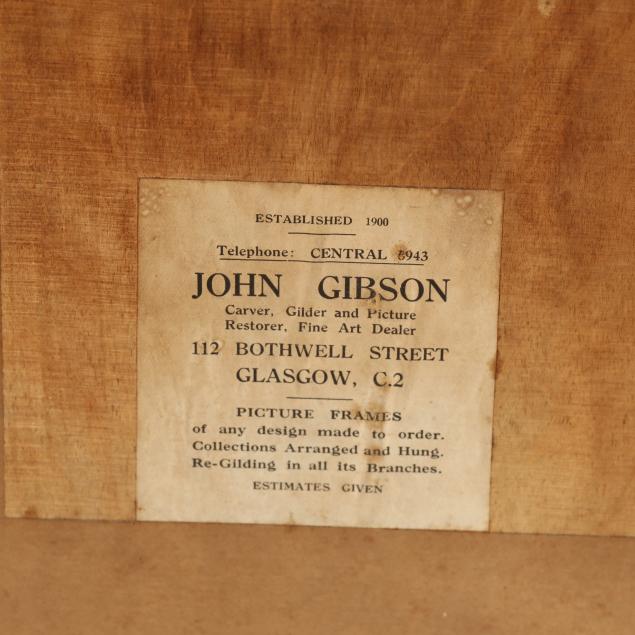 ESTABLISHED 1900
Telephone: CENTRAL 5943
JOHN GIBSON
Carver, Gilder and Picture
Restorer, Fine Art Dealer
112 BOTHWELL STREET
GLASGOW, C.2
PICTURE FRAMES
of any design made to order.
Collections Arranged and Hung.
Re-Gilding in all its Branches.
ESTIMATES GIVEN